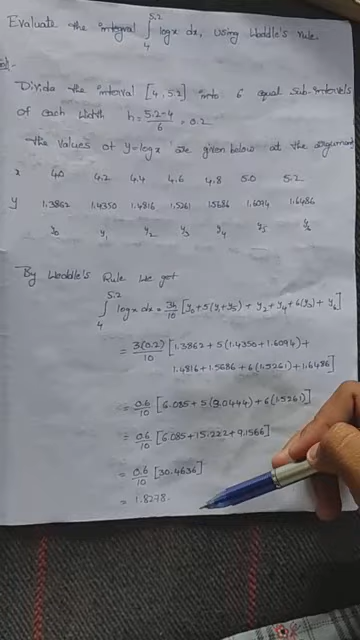 Evaluate the integral ∫₄^5.2 logx dx, using Weddle's rule.
Sol:-
Divide the interval [4, 5.2] into 6 equal sub-intervals
of each width h = (5.2-4)/6 = 0.2
The values of y=logx are given below at the argument
x 4.0 4.2 4.4 4.6 4.8 5.0 5.2
y 1.3862 1.4350 1.4816 1.5261 1.5686 1.6094 1.6486
y₀ y₁ y₂ y₃ y₄ y₅ y₆
By Weddle's Rule We get
∫₄^5.2 logx dx = 3h/10 [y₀+5(y₁+y₅)+y₂+y₄+6(y₃)+y₆]
= 3(0.2)/10 [1.3862+5(1.4350+1.6094)+
1.4816+1.5686+6(1.5261)+1.6486]
= 0.6/10 [6.085+5(3.0444)+6(1.5261)]
= 0.6/10 [6.085+15.222+9.1566]
= 0.6/10 [30.4636]
= 1.8278.